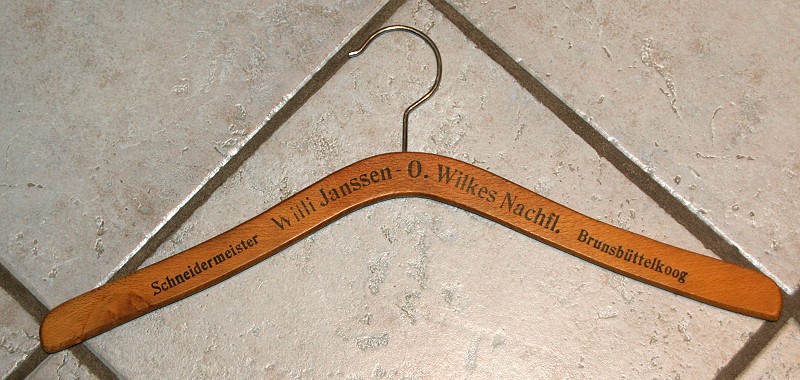 Schneidermeister Willi Janssen - O. Wilkes Nachfl. Brunsbüttelkoog